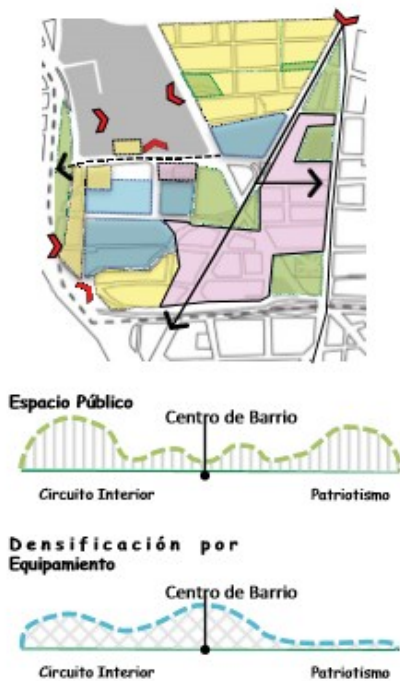 Espacio Público
Centro de Barrio
Circuito Interior
Patriotismo
Densificación por
Equipamiento
Centro de Barrio
Circuito Interior
Patriotismo